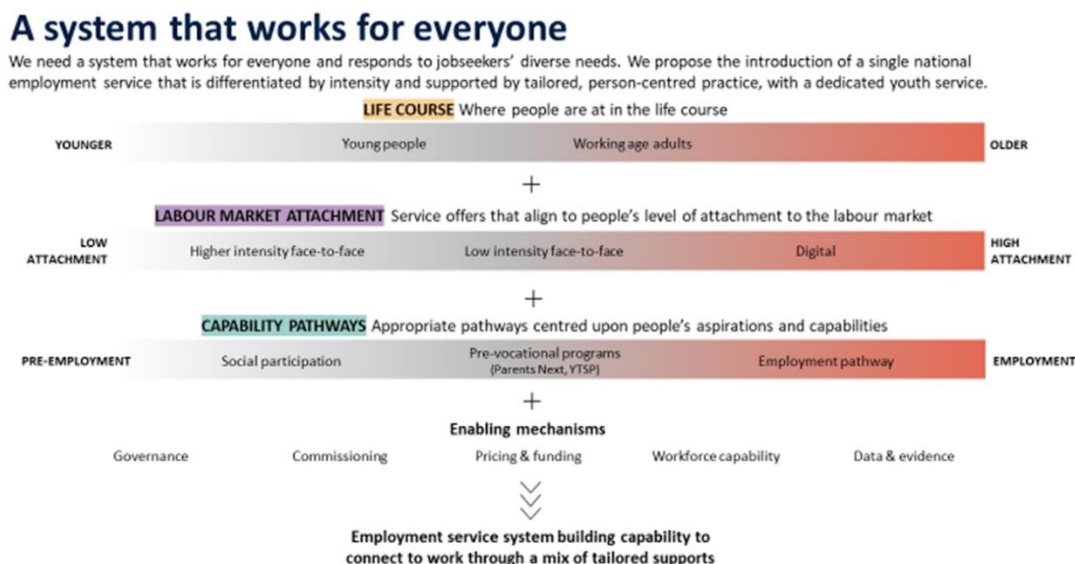 A system that works for everyone
We need a system that works for everyone and responds to jobseekers' diverse needs. We propose the introduction of a single national
employment service that is differentiated by intensity and supported by tailored, person-centred practice, with a dedicated youth service.
LIFE COURSE Where people are at in the life course
YOUNGER Young people Working age adults OLDER
+
LABOUR MARKET ATTACHMENT Service offers that align to people's level of attachment to the labour market
LOW
ATTACHMENT
Higher intensity face-to-face Low intensity face-to-face Digital
HIGH
ATTACHMENT
+
CAPABILITY PATHWAYS Appropriate pathways centred upon people's aspirations and capabilities
PRE-EMPLOYMENT Social participation Pre-vocational programs Employment pathway EMPLOYMENT
(Parents Next, YTSP)
+
Enabling mechanisms
Governance Commissioning Pricing & funding Workforce capability Data & evidence
Employment service system building capability to
connect to work through a mix of tailored supports